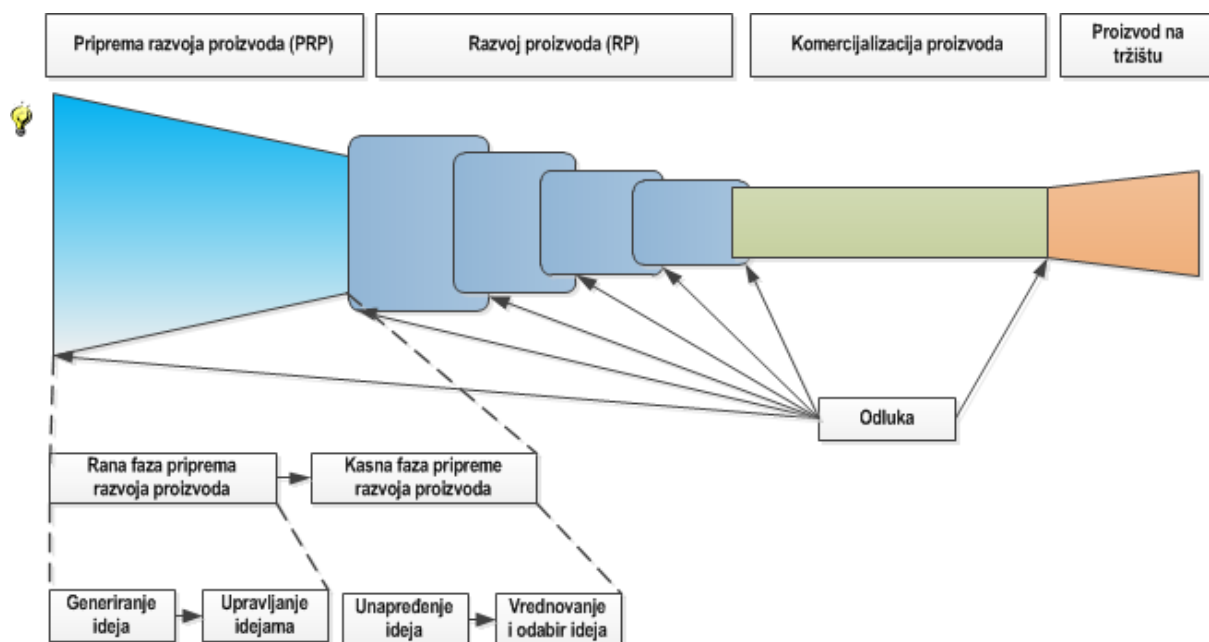 Priprema razvoja proizvoda (PRP)
Razvoj proizvoda (RP)
Komercijalizacija proizvoda
Proizvod na
tržištu
Odluka
Rana faza priprema
razvoja proizvoda
Kasna faza pripreme
razvoja proizvoda
Generiranje
ideja
Upravljanje
idejama
Unapređenje
ideja
Vrednovanje
i odabir ideja